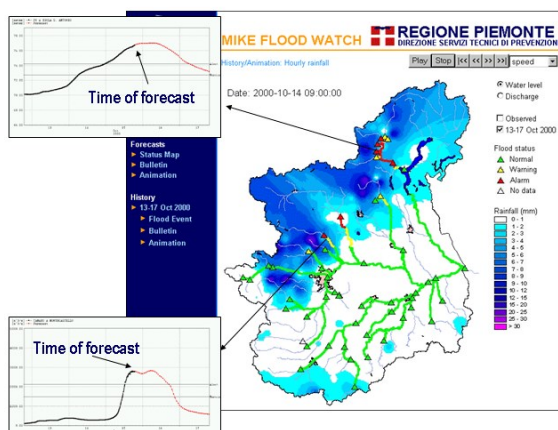 Time of forecast
MIKE FLOOD WATCH
REGIONE PIEMONTE
DIREZIONE SERVIZI TECNICI DI PREVENZION
History/Animation: Hourly rainfall
Play
Stop
|<<
<<
>>
>>|
speed
Date: 2000-10-14 09:00:00
Water level
Discharge
Observed
13-17 Oct 2000
Flood status
Normal
Warning
Alarm
No data
Rainfall (mm)
0 - 1
1 - 2
2 - 3
3 - 4
4 - 5
5 - 6
6 - 7
7 - 8
8 - 9
9 - 10
10 - 12
12 - 15
15 - 20
20 - 25
25 - 30
> 30
Forecasts
Status Map
Bulletin
Animation
History
13-17 Oct 2000
Flood Event
Bulletin
Animation
Time of forecast